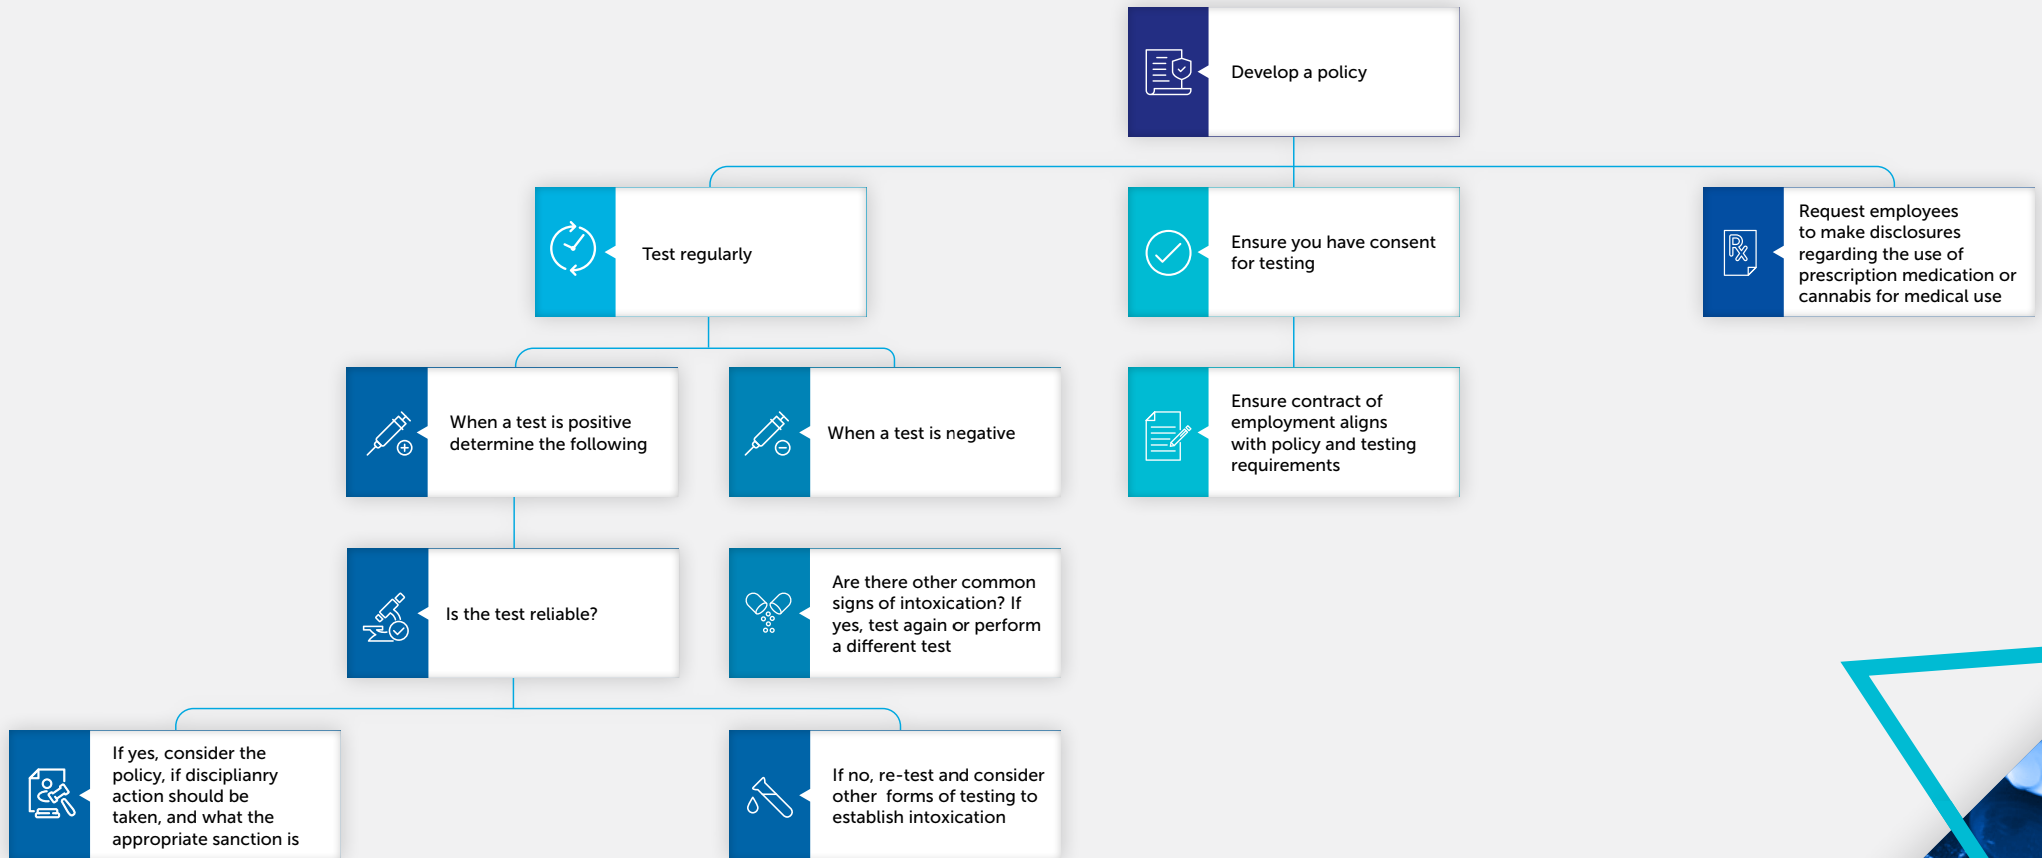 Develop a policy
Test regularly
Ensure you have consent
for testing
Request employees
to make disclosures
regarding the use of
prescription medication or
cannabis for medical use
When a test is positive
determine the following
When a test is negative
Ensure contract of
employment aligns
with policy and testing
requirements
Is the test reliable?
Are there other common
signs of intoxication? If
yes, test again or perform
a different test
If yes, consider the
policy, if disciplianry
action should be
taken, and what the
appropriate sanction is
If no, re-test and consider
other forms of testing to
establish intoxication